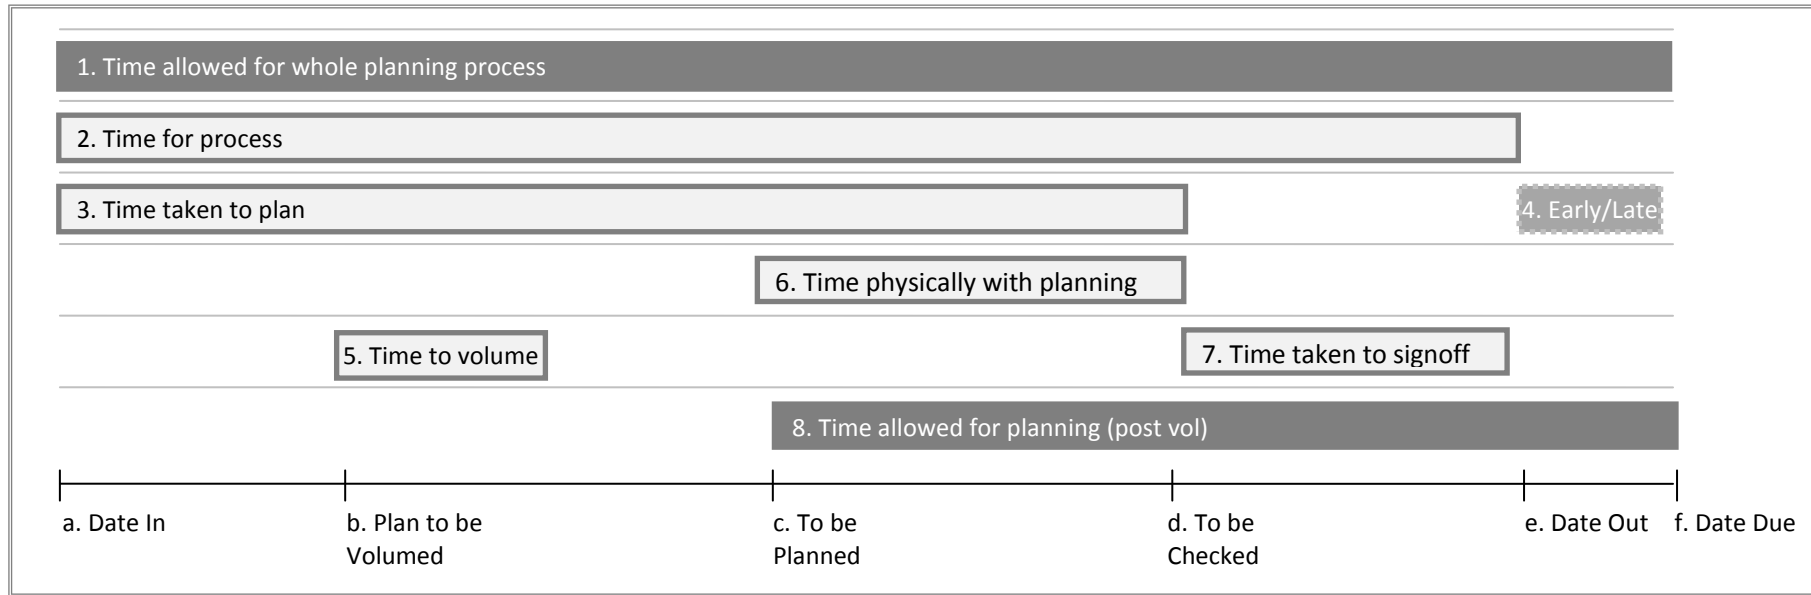 1. Time allowed for whole planning process
2. Time for process
3. Time taken to plan
4. Early/Late
6. Time physically with planning
5. Time to volume
7. Time taken to signoff
8. Time allowed for planning (post vol)
a. Date In
b. Plan to be
Volumed
c. To be
Planned
d. To be
Checked
e. Date Out
f. Date Due